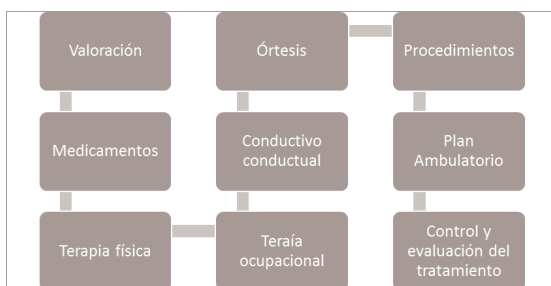 Valoración
Medicamentos
Terapia física
Teraía
ocupacional
Conductivo
conductual
Órtesis
Procedimientos
Plan
Ambulatorio
Control y
evaluación del
tratamiento